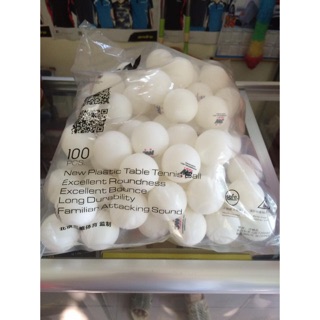 100
PCS
New Plastic Table Tennis Ball
Excellent Roundness
Excellent Bounce
Long Durability
Familiar Attacking Sound